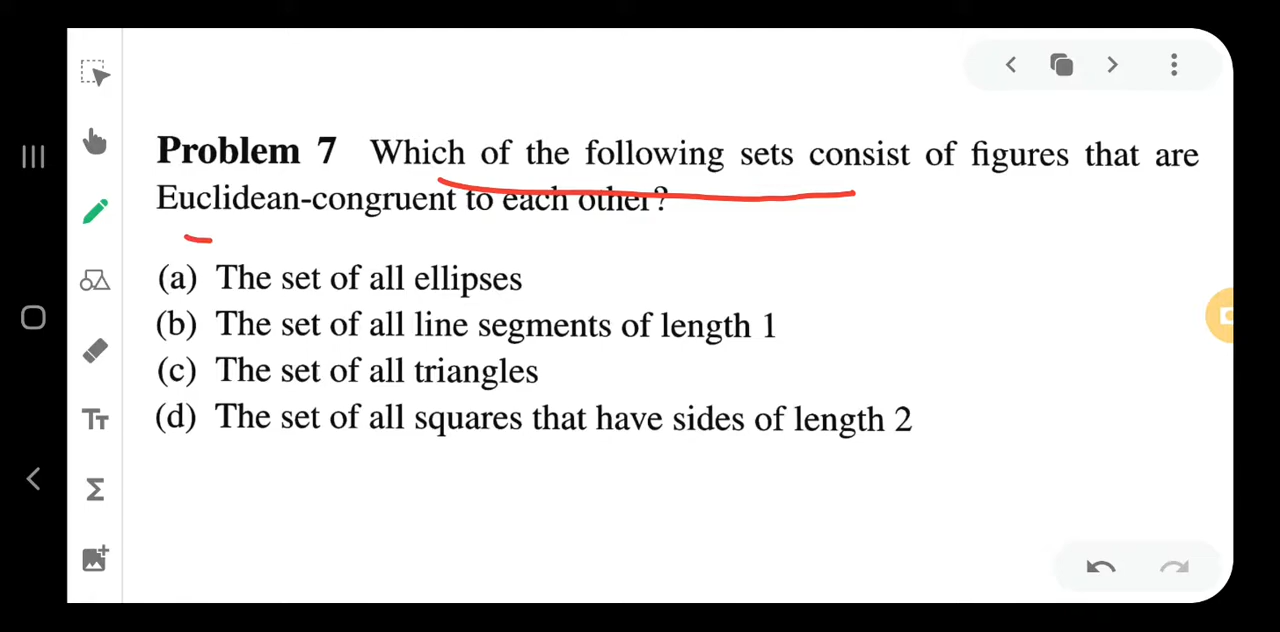 Problem 7 Which of the following sets consist of figures that are
Euclidean-congruent to each other?
(a) The set of all ellipses
(b) The set of all line segments of length 1
(c) The set of all triangles
(d) The set of all squares that have sides of length 2
Tт
Σ